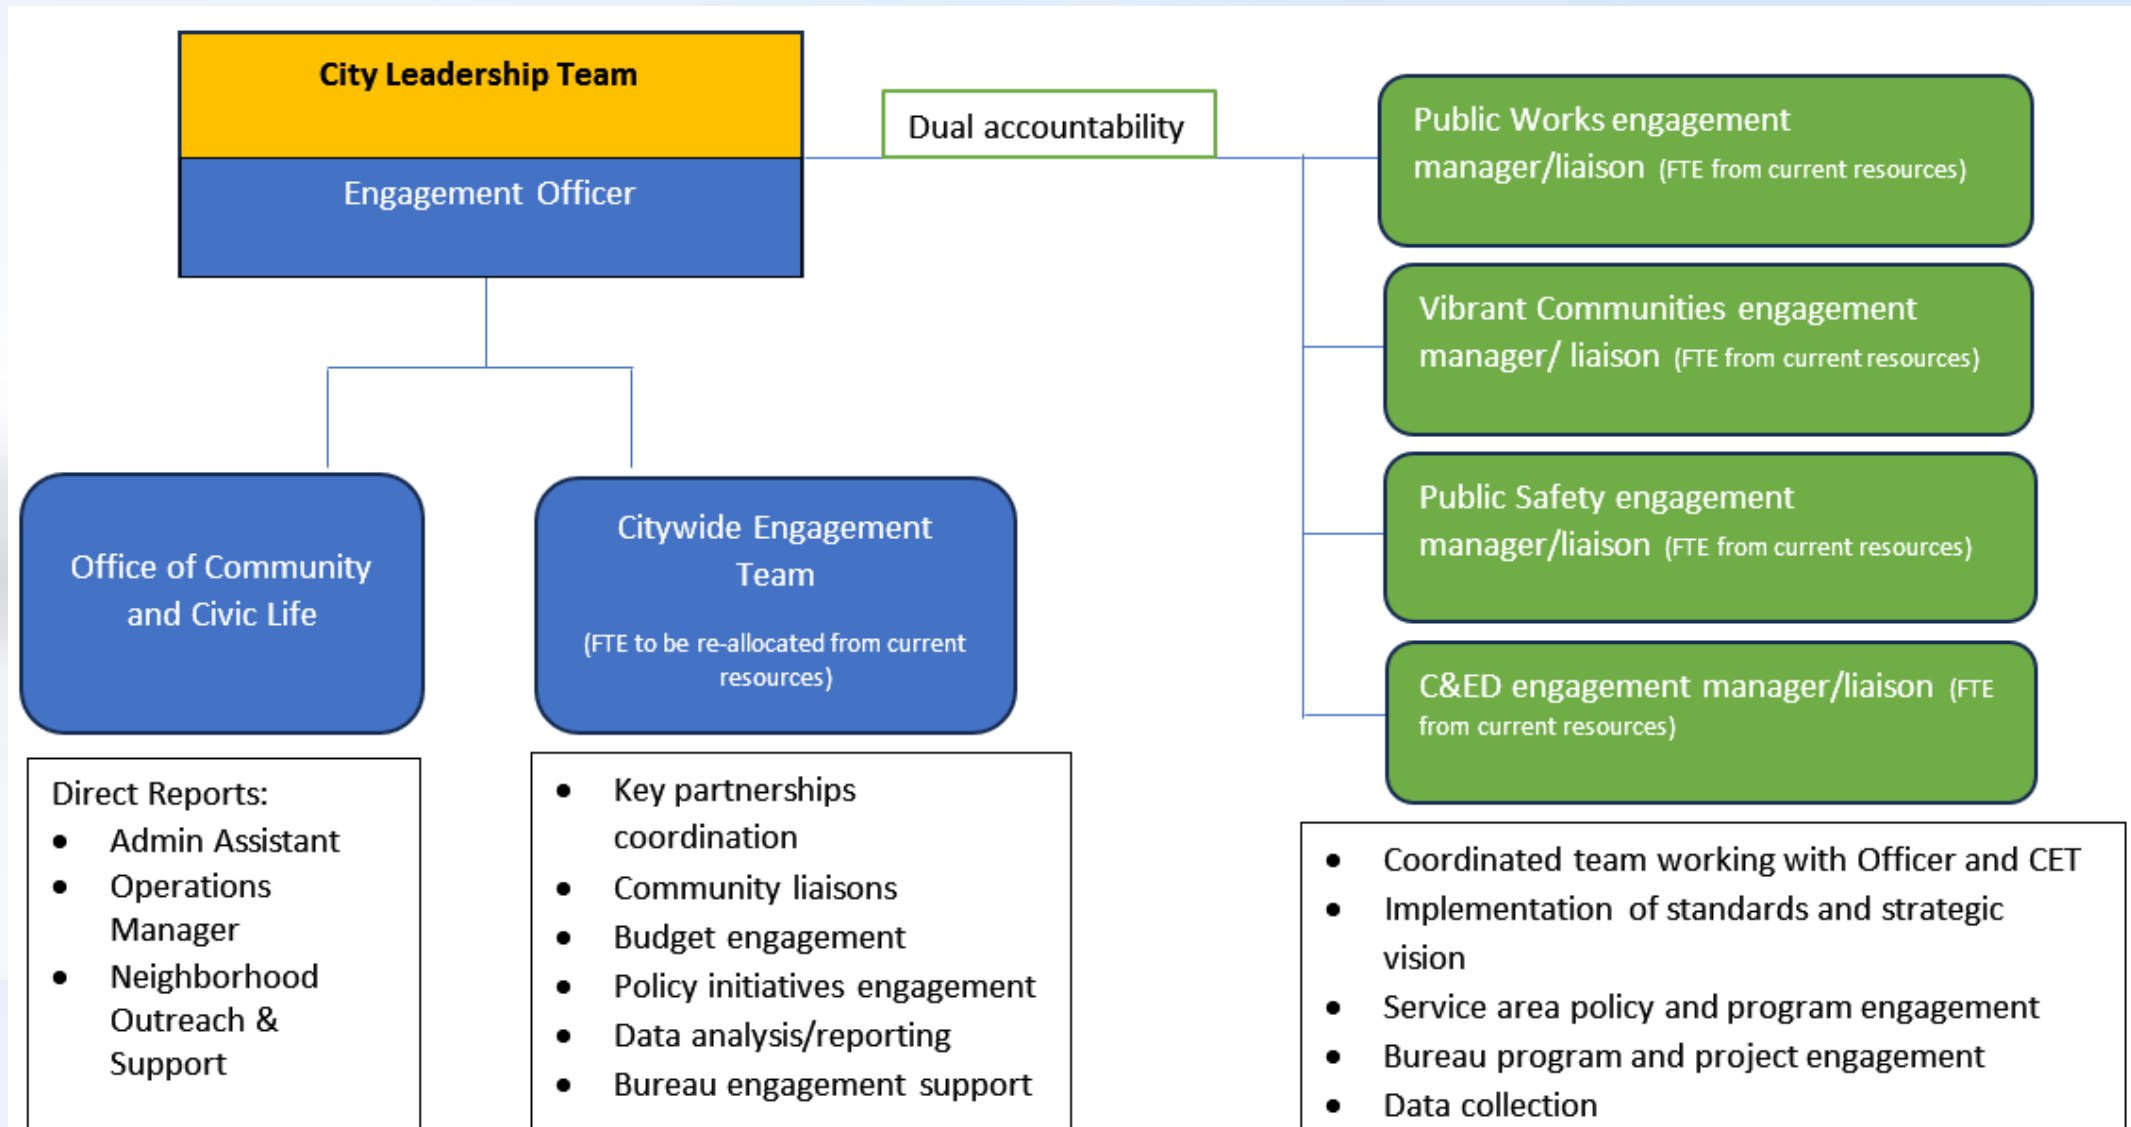 City Leadership Team
Engagement Officer
Dual accountability
Public Works engagement
manager/liaison (FTE from current resources)
Vibrant Communities engagement
manager/ liaison (FTE from current resources)
Public Safety engagement
manager/liaison (FTE from current resources)
C&ED engagement manager/liaison (FTE
from current resources)
Office of Community
and Civic Life
Citywide Engagement
Team
(FTE to be re-allocated from current
resources)
Direct Reports:
• Admin Assistant
• Operations
Manager
• Neighborhood
Outreach &
Support
• Key partnerships
coordination
• Community liaisons
• Budget engagement
• Policy initiatives engagement
• Data analysis/reporting
• Bureau engagement support
• Coordinated team working with Officer and CET
• Implementation of standards and strategic
vision
• Service area policy and program engagement
• Bureau program and project engagement
• Data collection